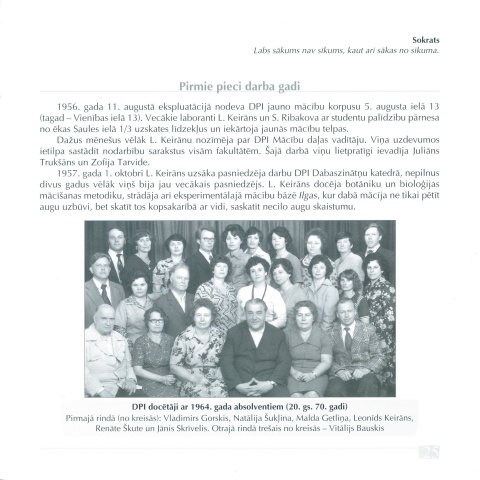 Sokrats
Labs sākums nav sīkums, kaut arī sākas no sīkuma.
Pirmie pieci darba gadi
1956. gada 11. augustā ekspluatācijā nodeva DPI jauno mācību korpusu 5. augusta ielā 13
(tagad – Vienības ielā 13). Vecākie laboranti L. Keirāns un S. Ribakova ar studentu palīdzību pārnesa
no ēkas Saules ielā 1/3 uzskates līdzekļus un iekārtoja jaunās mācību telpas.
Dažus mēnešus vēlāk L. Keirānu nozīmēja par DPI Mācību daļas vadītāju. Viņa uzdevumos
ietilpa sastādīt nodarbību sarakstus visām fakultātēm. Šajā darbā viņu lietpratīgi ievadīja Juliāns
Trukšāns un Zofija Tarvide.
1957. gada 1. oktobrī L. Keirāns uzsāka pasniedzēja darbu DPI Dabaszinātņu katedrā, nepilnus
divus gadus vēlāk viņš bija jau vecākais pasniedzējs. L. Keirāns docēja botāniku un bioloģijas
mācīšanas metodiku, strādāja arī eksperimentālajā mācību bāzē Ilgas, kur dabā mācīja ne tikai pētīt
augu uzbūvi, bet skatīt tos kopsakarībā ar vidi, saskatīt necilo augu skaistumu.
DPI docētāji ar 1964. gada absolventiem (20. gs. 70. gadi)
Pirmajā rindā (no kreisās): Vladimirs Gorskis, Natālija Šukļina, Malda Getliņa, Leonīds Keirāns,
Renāte Škute un Jānis Skrīvelis. Otrajā rindā trešais no kreisās – Vitālijs Bauskis
25